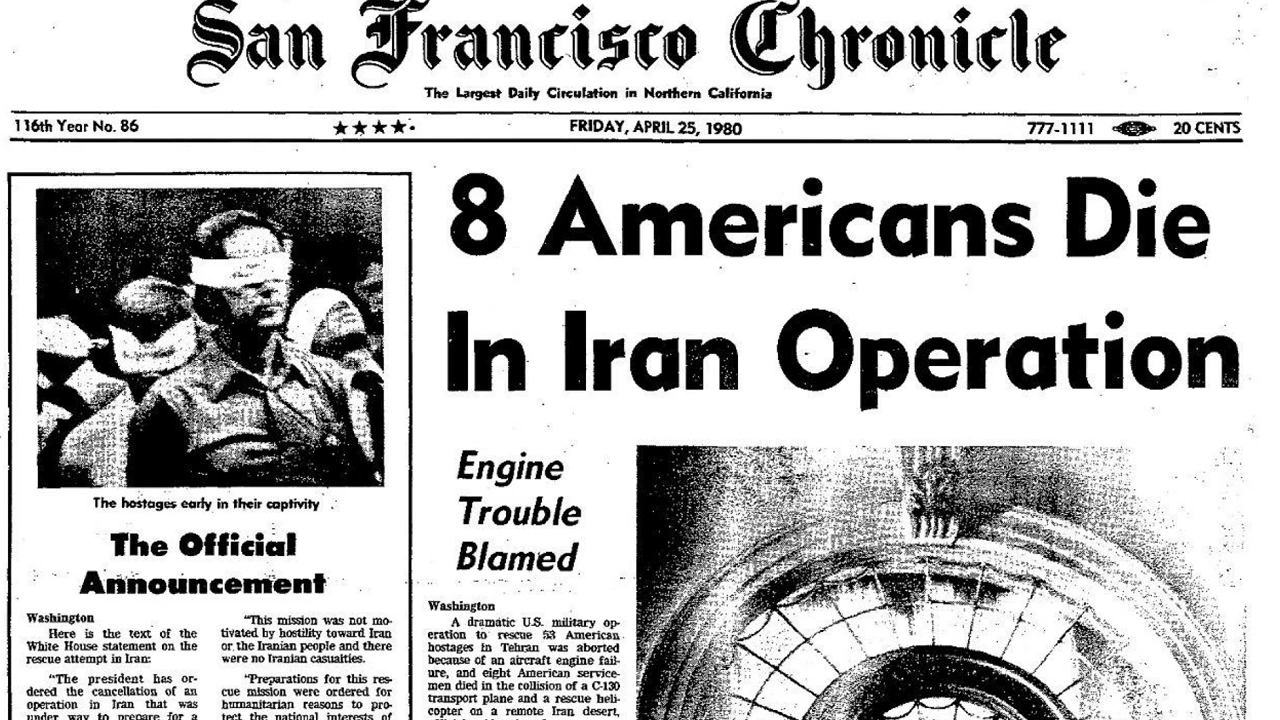 San Francisco Chronicle
The Largest Daily Circulation in Northern California
116th Year No. 86
FRIDAY, APRIL 25, 1980
777-1111
20 CENTS
The hostages early in their captivity
The Official
Announcement
Washington
Here is the text of the
White House statement on the
rescue attempt in Iran:
"The president has or-
dered the cancellation of an
operation in Iran that was
under way to prepare for a
"This mission was not mo-
tivated by hostility toward Iran
or the Iranian people and there
were no Iranian casualties.
"Preparations for this res-
cue mission were ordered for
humanitarian reasons to pro-
tect the national interests of
8 Americans Die
In Iran Operation
Engine
Trouble
Blamed
Washington
A dramatic U.S. military op-
eration to rescue 53 American
hostages in Tehran was aborted
because of an aircraft engine fail-
ure, and eight American service-
men died in the collision of a C-130
transport plane and a rescue heli-
copter on a remote Iran desert,